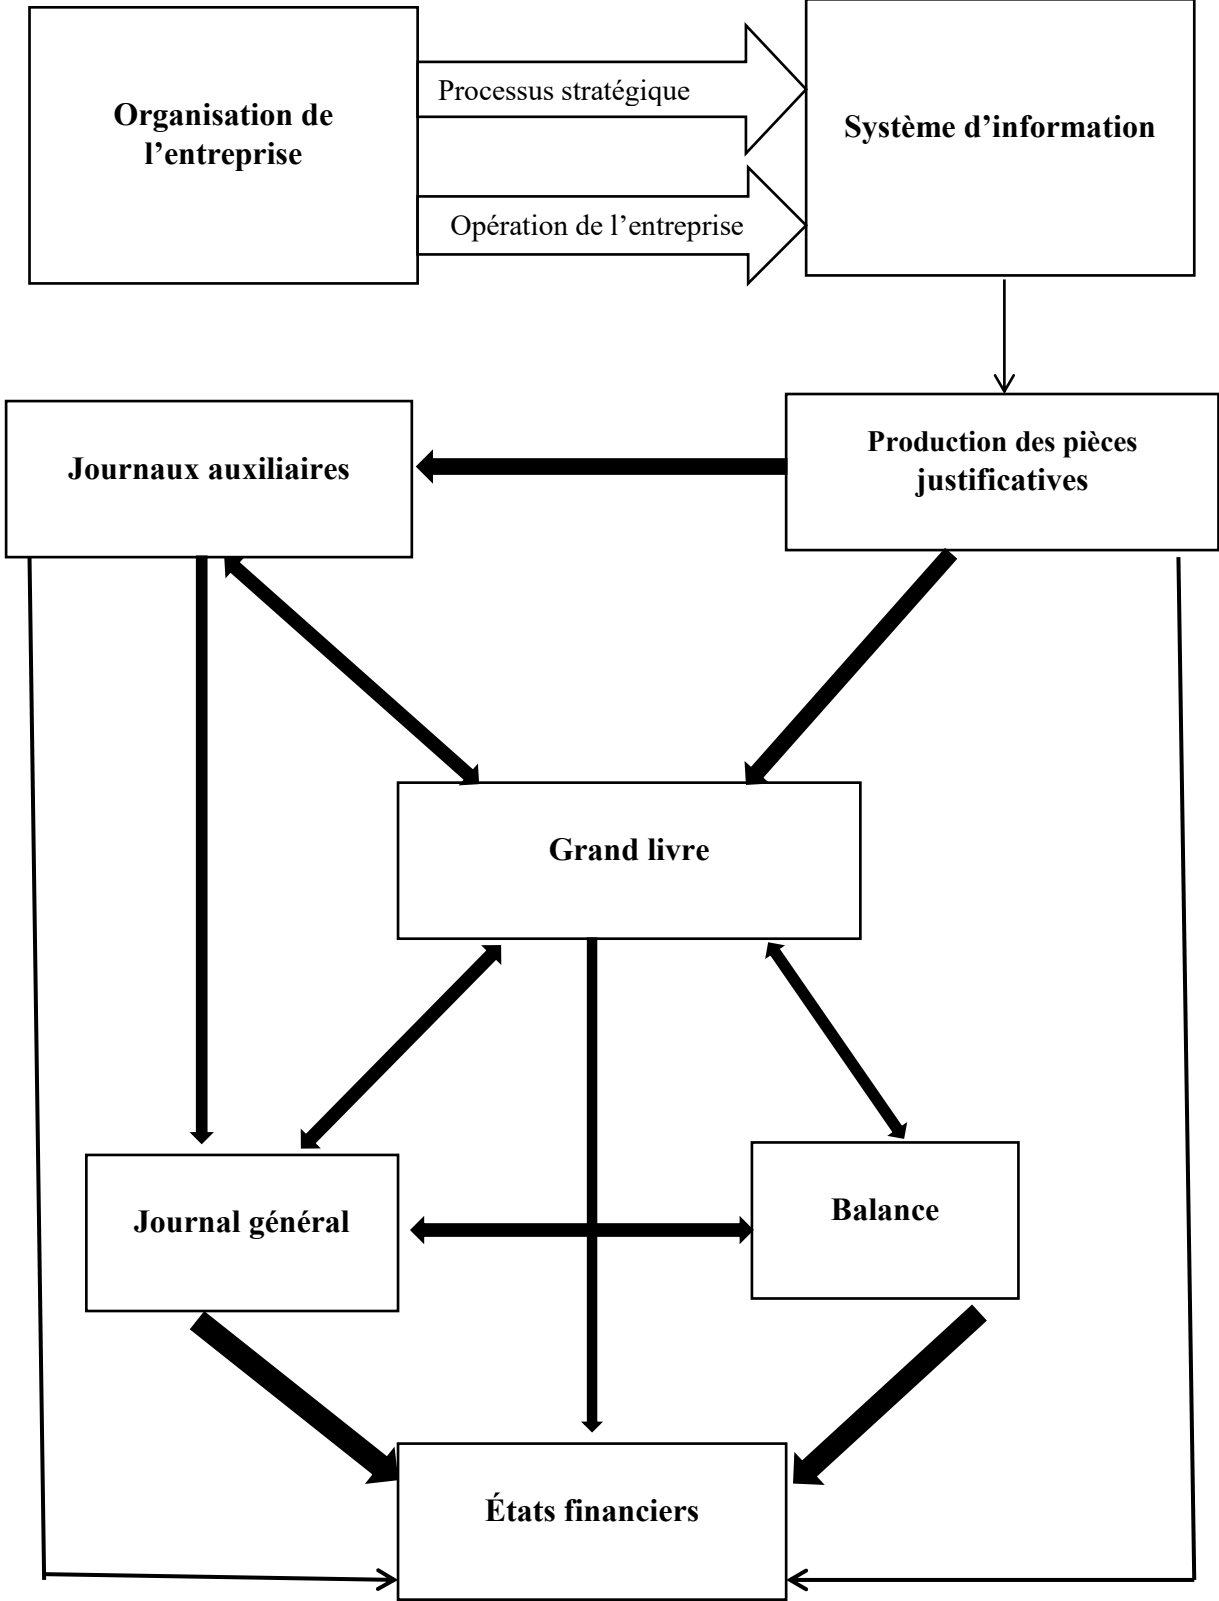 Organisation de
l’entreprise
Processus stratégique
Opération de l’entreprise
Système d’information
Journaux auxiliaires
Production des pièces
justificatives
Grand livre
Journal général
Balance
États financiers